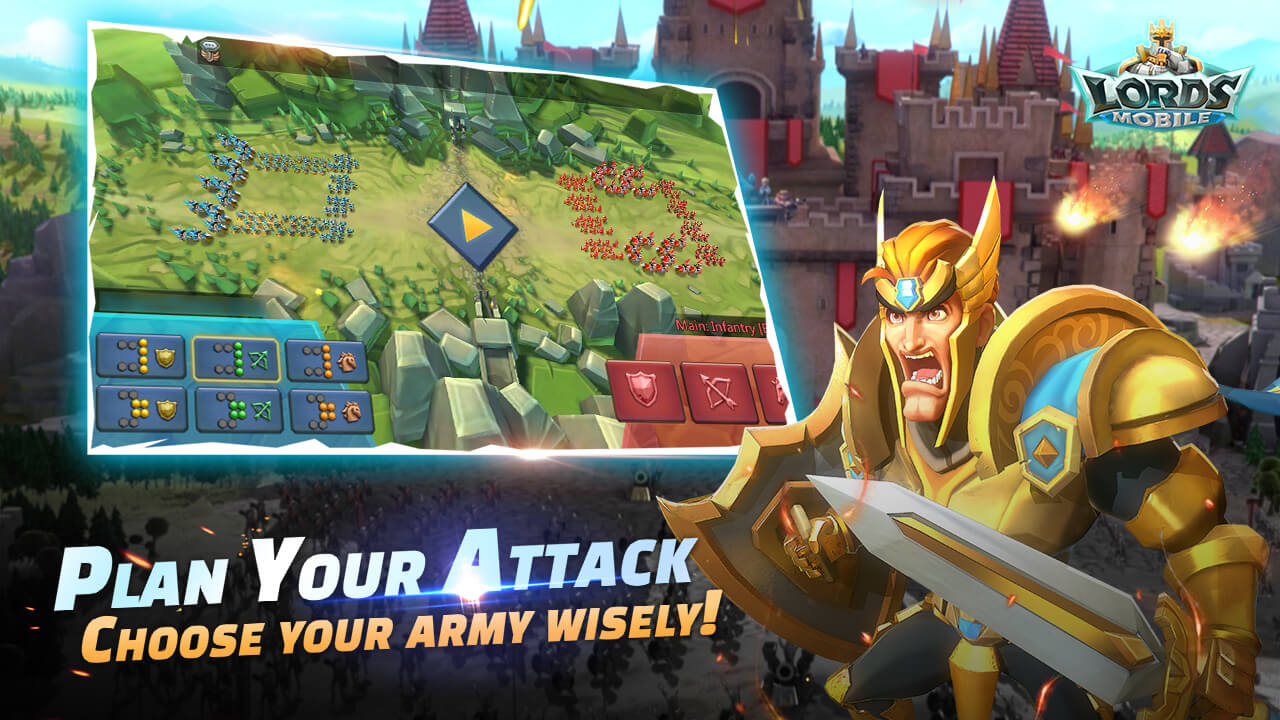 LORDS
MOBILE
Main: Infantry
PLAN YOUR ATTACK
CHOOSE YOUR ARMY WISELY!